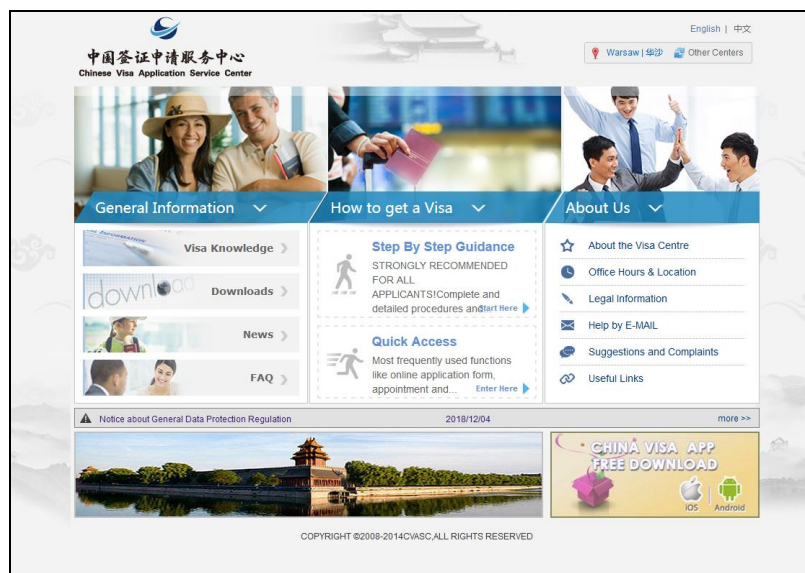 English | 中文
中国签证申请服务中心
Chinese Visa Application Service Center
Warsaw | 华沙
Other Centers
General Information
How to get a Visa
About Us
Visa Knowledge
download
Downloads
News
FAQ
Step By Step Guidance
STRONGLY RECOMMENDED
FOR ALL
APPLICANTS!Complete and
detailed procedures and
Start Here
Quick Access
Most frequently used functions
like online application form,
appointment and...
Enter Here
About the Visa Centre
Office Hours & Location
Legal Information
Help by E-MAIL
Suggestions and Complaints
Useful Links
Notice about General Data Protection Regulation
2018/12/04
more >>
CHINA VISA APP
FREE DOWNLOAD
iOS
Android
COPYRIGHT ©2008-2014CVASC,ALL RIGHTS RESERVED